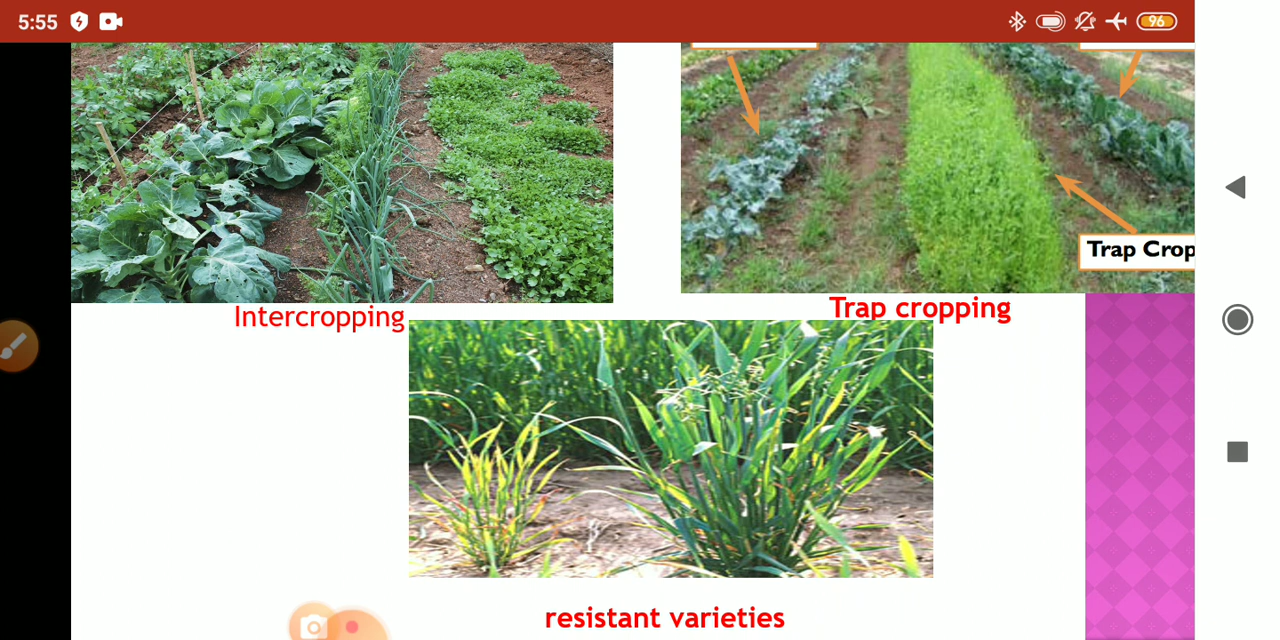 5:55
96
Trap Crop
Intercropping
Trap cropping
resistant varieties